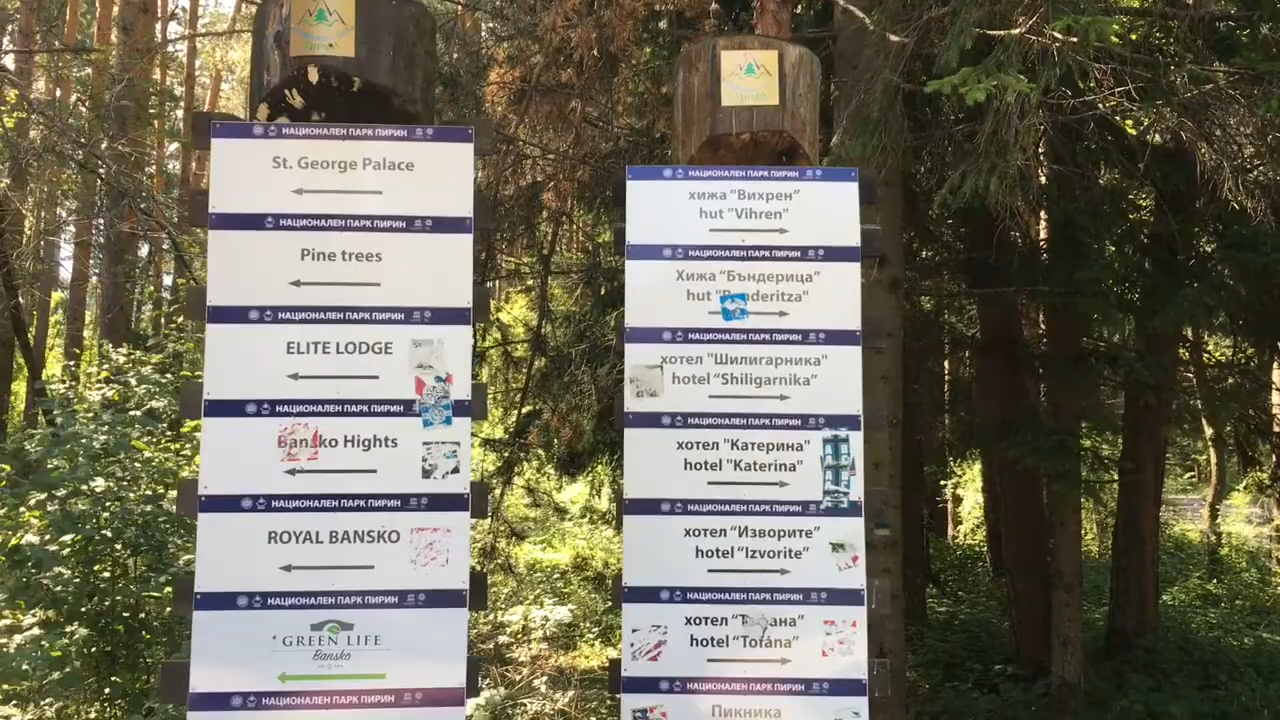 НАЦИОНАЛЕН ПАРК ПИРИН
St. George Palace
НАЦИОНАЛЕН ПАРК ПИРИН
Pine trees
НАЦИОНАЛЕН ПАРК ПИРИН
ELITE LODGE
НАЦИОНАЛЕН ПАРК ПИРИН
Bansko Hights
НАЦИОНАЛЕН ПАРК ПИРИН
ROYAL BANSKO
НАЦИОНАЛЕН ПАРК ПИРИН
GREEN LIFE
Bansko
НАЦИОНАЛЕН ПАРК ПИРИН
НАЦИОНАЛЕН ПАРК ПИРИН
хижа “Вихрен”
hut "Vihren"
НАЦИОНАЛЕН ПАРК ПИРИН
Хижа “Бъндерица”
hut "Banderitza"
НАЦИОНАЛЕН ПАРК ПИРИН
хотел "Шилигарника"
hotel “Shiligarnika”
НАЦИОНАЛЕН ПАРК ПИРИН
хотел "Катерина"
hotel "Katerina"
НАЦИОНАЛЕН ПАРК ПИРИН
хотел “Изворите”
hotel “Izvorite”
НАЦИОНАЛЕН ПАРК ПИРИН
хотел “Тофана”
hotel “Tofana”
НАЦИОНАЛЕН ПАРК ПИРИН
Пикника